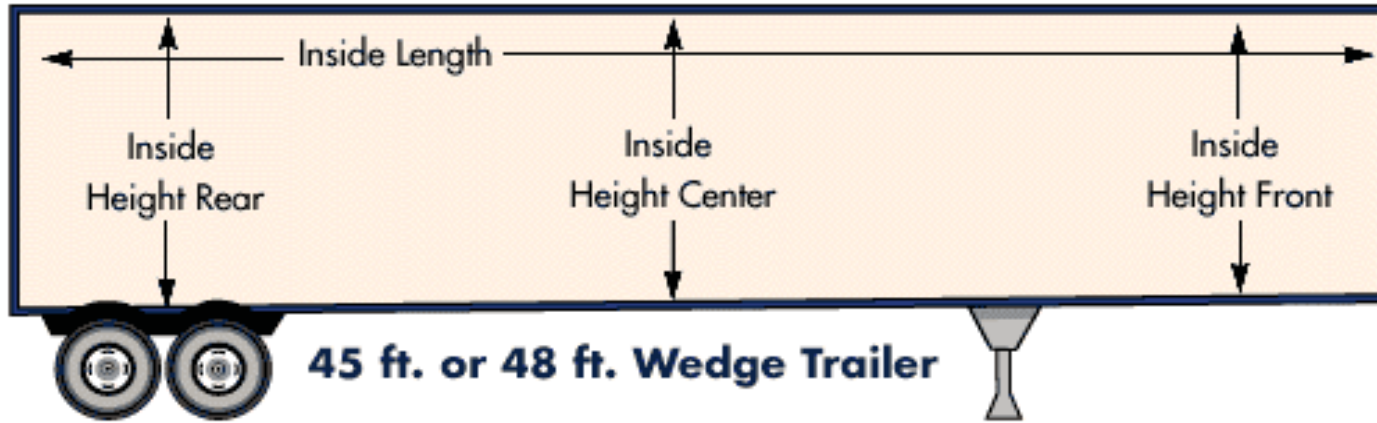 Inside Length
Inside
Height Rear
Inside
Height Center
Inside
Height Front
45 ft. or 48 ft. Wedge Trailer